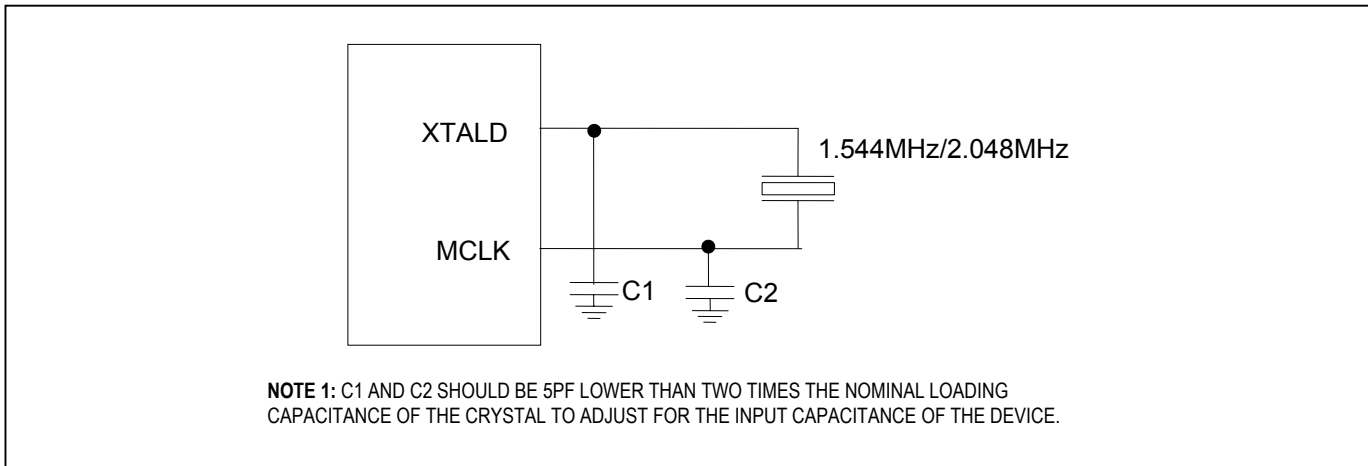 XTALD
1.544MHz/2.048MHz
MCLK
C1
C2
NOTE 1: C1 AND C2 SHOULD BE 5PF LOWER THAN TWO TIMES THE NOMINAL LOADING
CAPACITANCE OF THE CRYSTAL TO ADJUST FOR THE INPUT CAPACITANCE OF THE DEVICE.